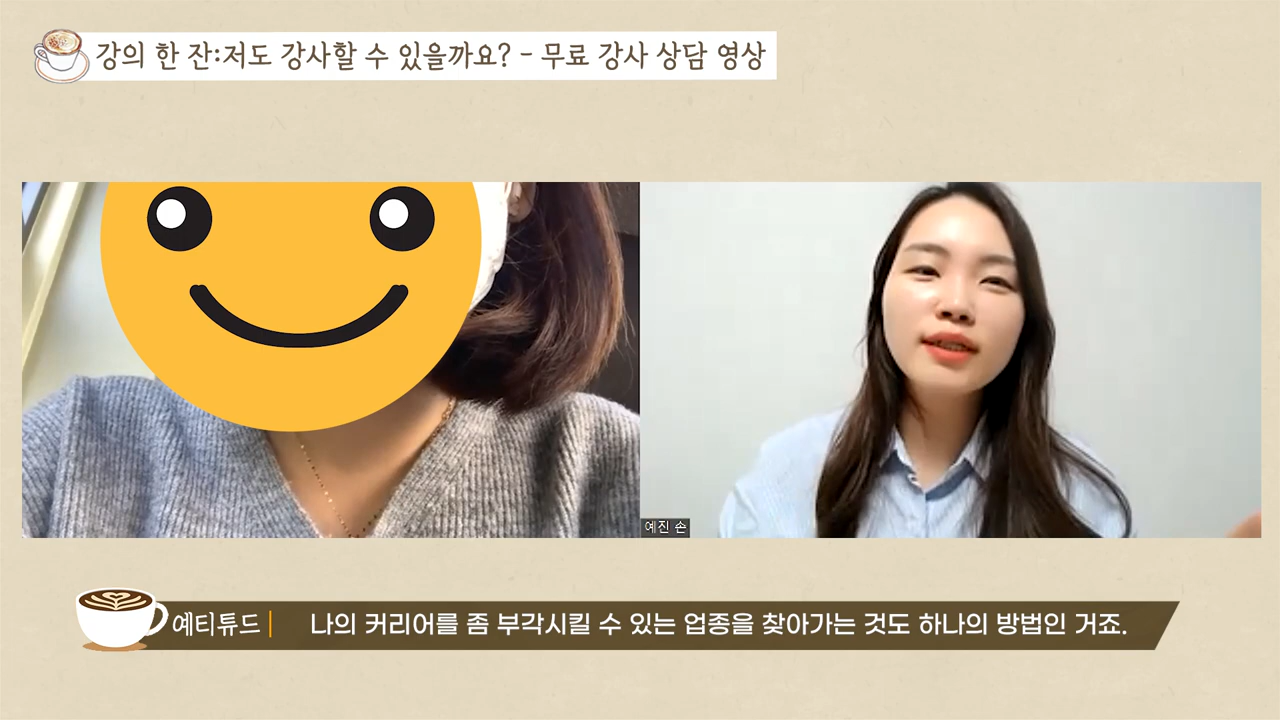 강의 한 잔:저도 강사할 수 있을까요? - 무료 강사 상담 영상
예진 손
예티튜드 | 나의 커리어를 좀 부각시킬 수 있는 업종을 찾아가는 것도 하나의 방법인 거죠.